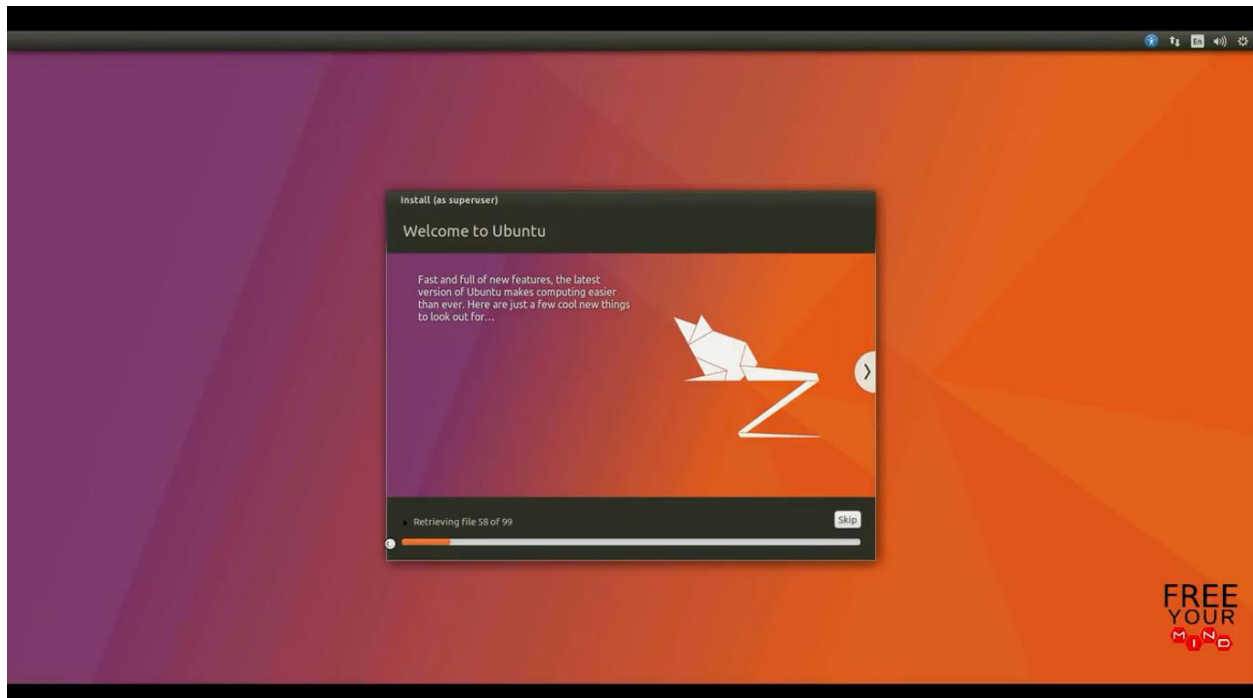 En
Install (as superuser)
Welcome to Ubuntu
Fast and full of new features, the latest
version of Ubuntu makes computing easier
than ever. Here are just a few cool new things
to look out for...
Retrieving file 58 of 99
Skip
FREE
YOUR
MIND